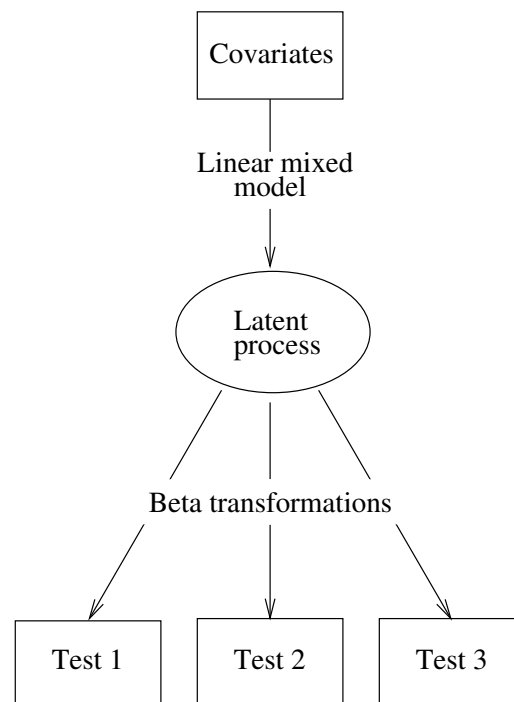 Covariates
Linear mixed
model
Latent
process
Beta transformations
Test 1
Test 2
Test 3